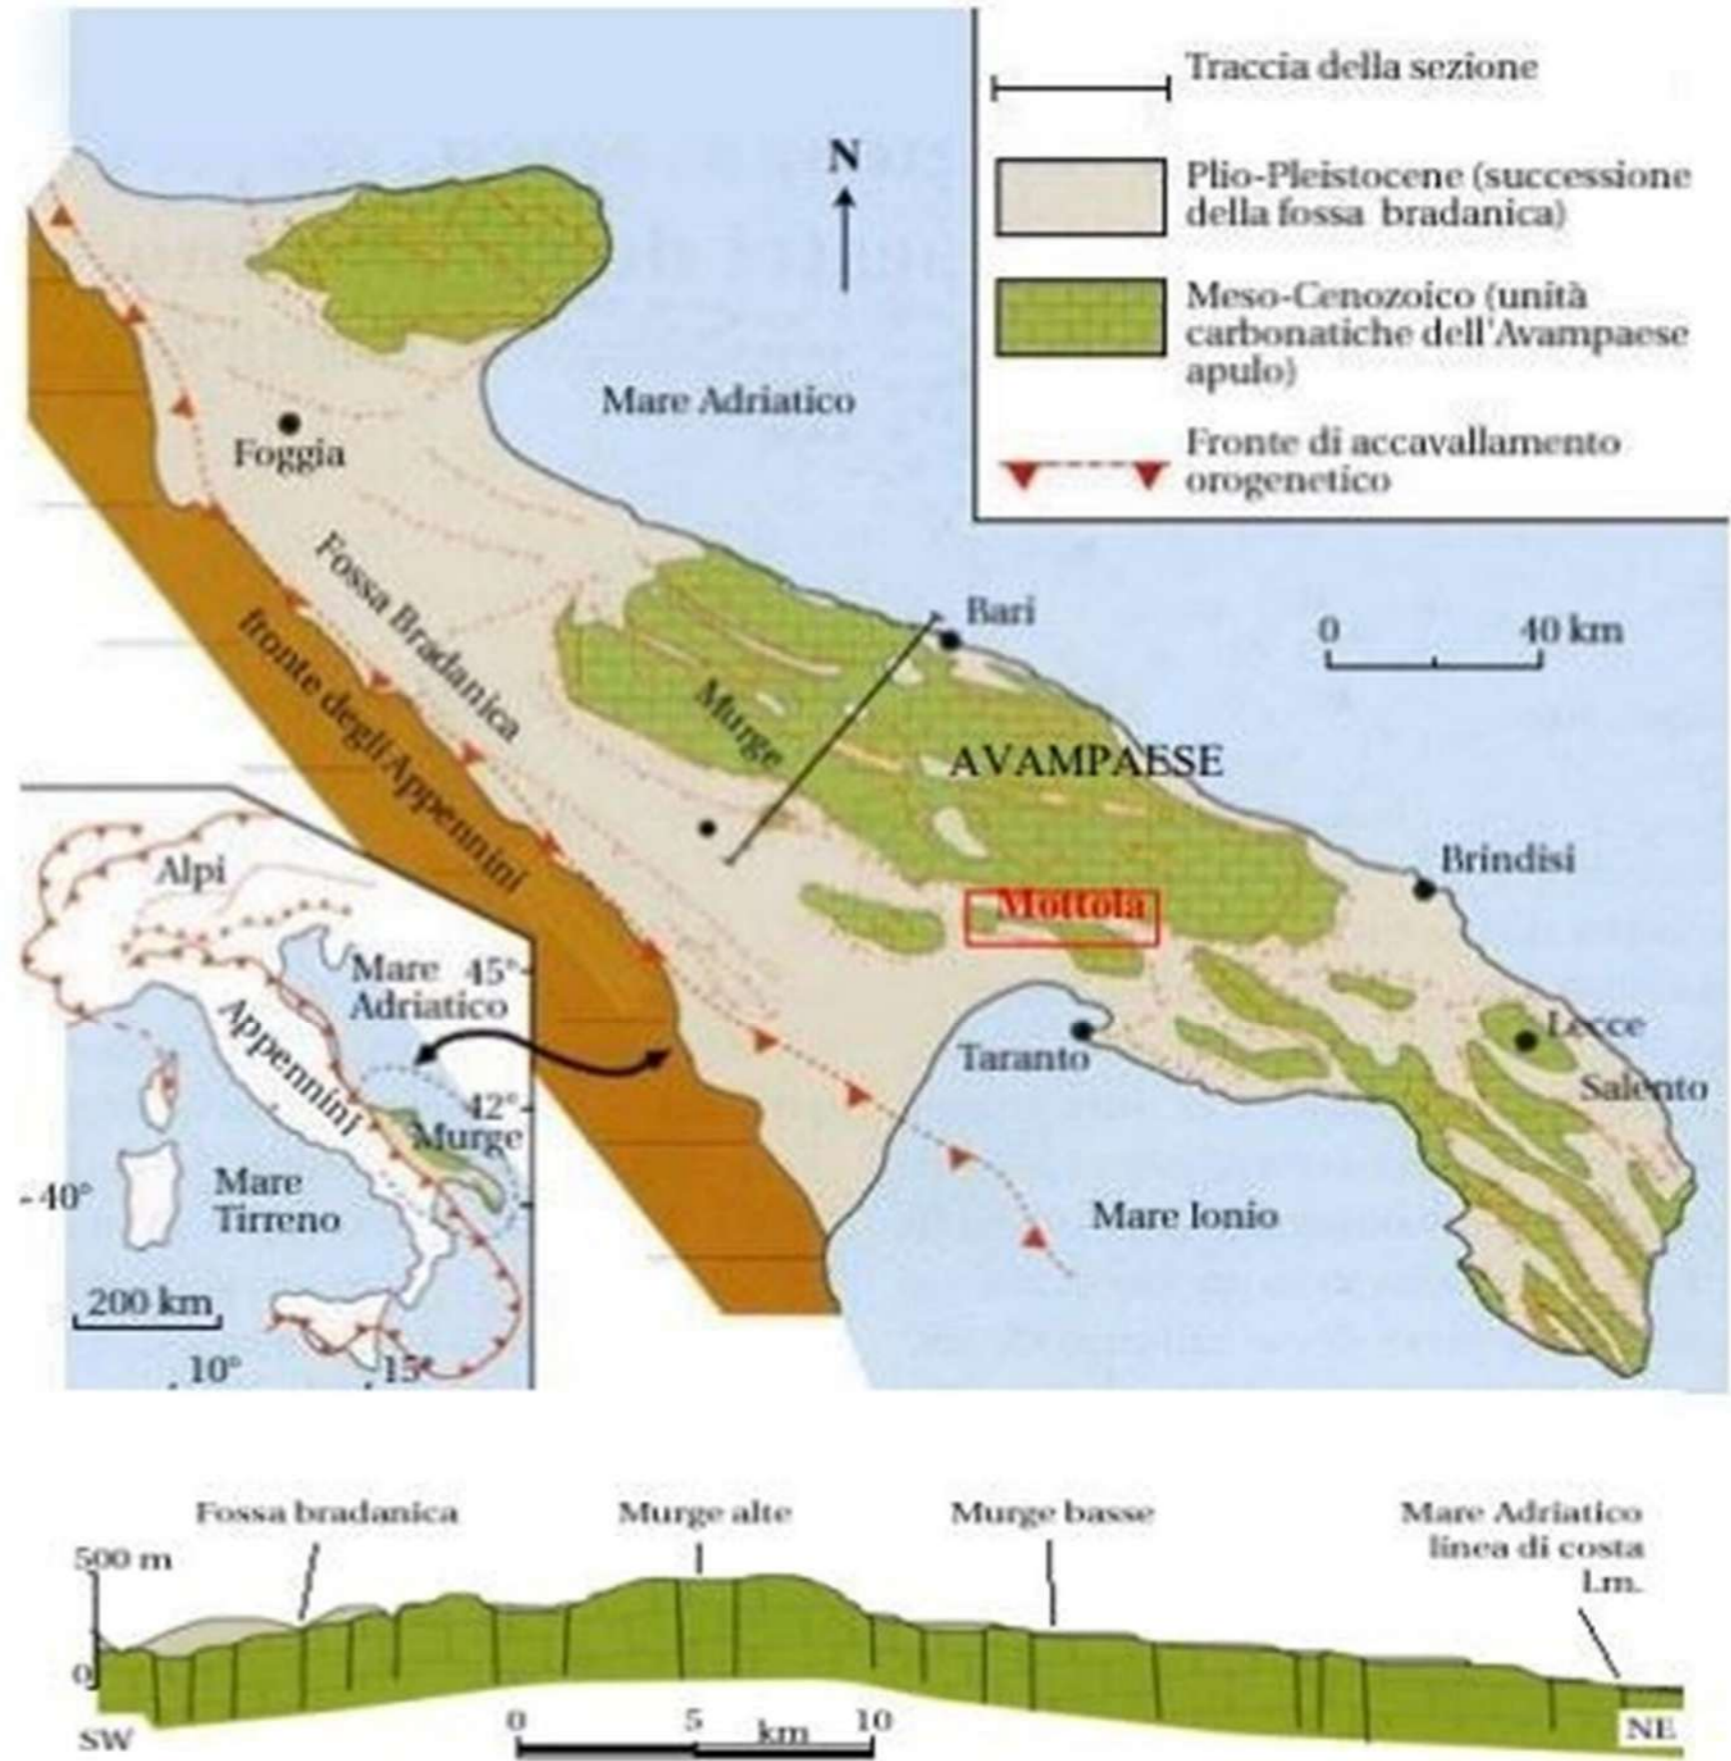 Traccia della sezione
Plio-Pleistocene (successione
della fossa bradanica)
Meso-Cenozoico (unità
carbonatiche dell'Avampaese
apulo)
Fronte di accavallamento
orogenetico
N
Mare Adriatico
Foggia
Fossa Bradanica
fronte degli Appennini
Bari
0 40 km
Murge
AVAMPAESE
Brindisi
Mottola
Lecce
Taranto
Salento
Mare Ionio
Alpi
Mare 45°
Adriatico
Appennini
42°
Murge
-40°
Mare
Tirreno
200 km
10° 15°
Fossa bradanica
Murge alte
Murge basse
Mare Adriatico
linea di costa
l.m.
500 m
0
SW
0 5 km 10
NE